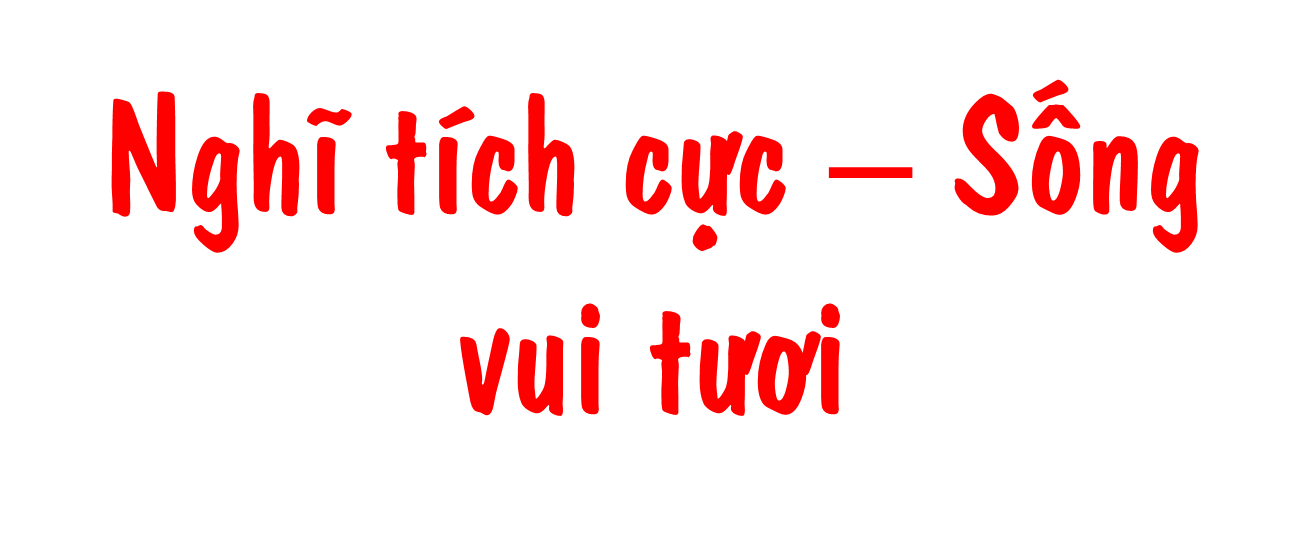 Nghĩ tích cực – Sống
vui tươi